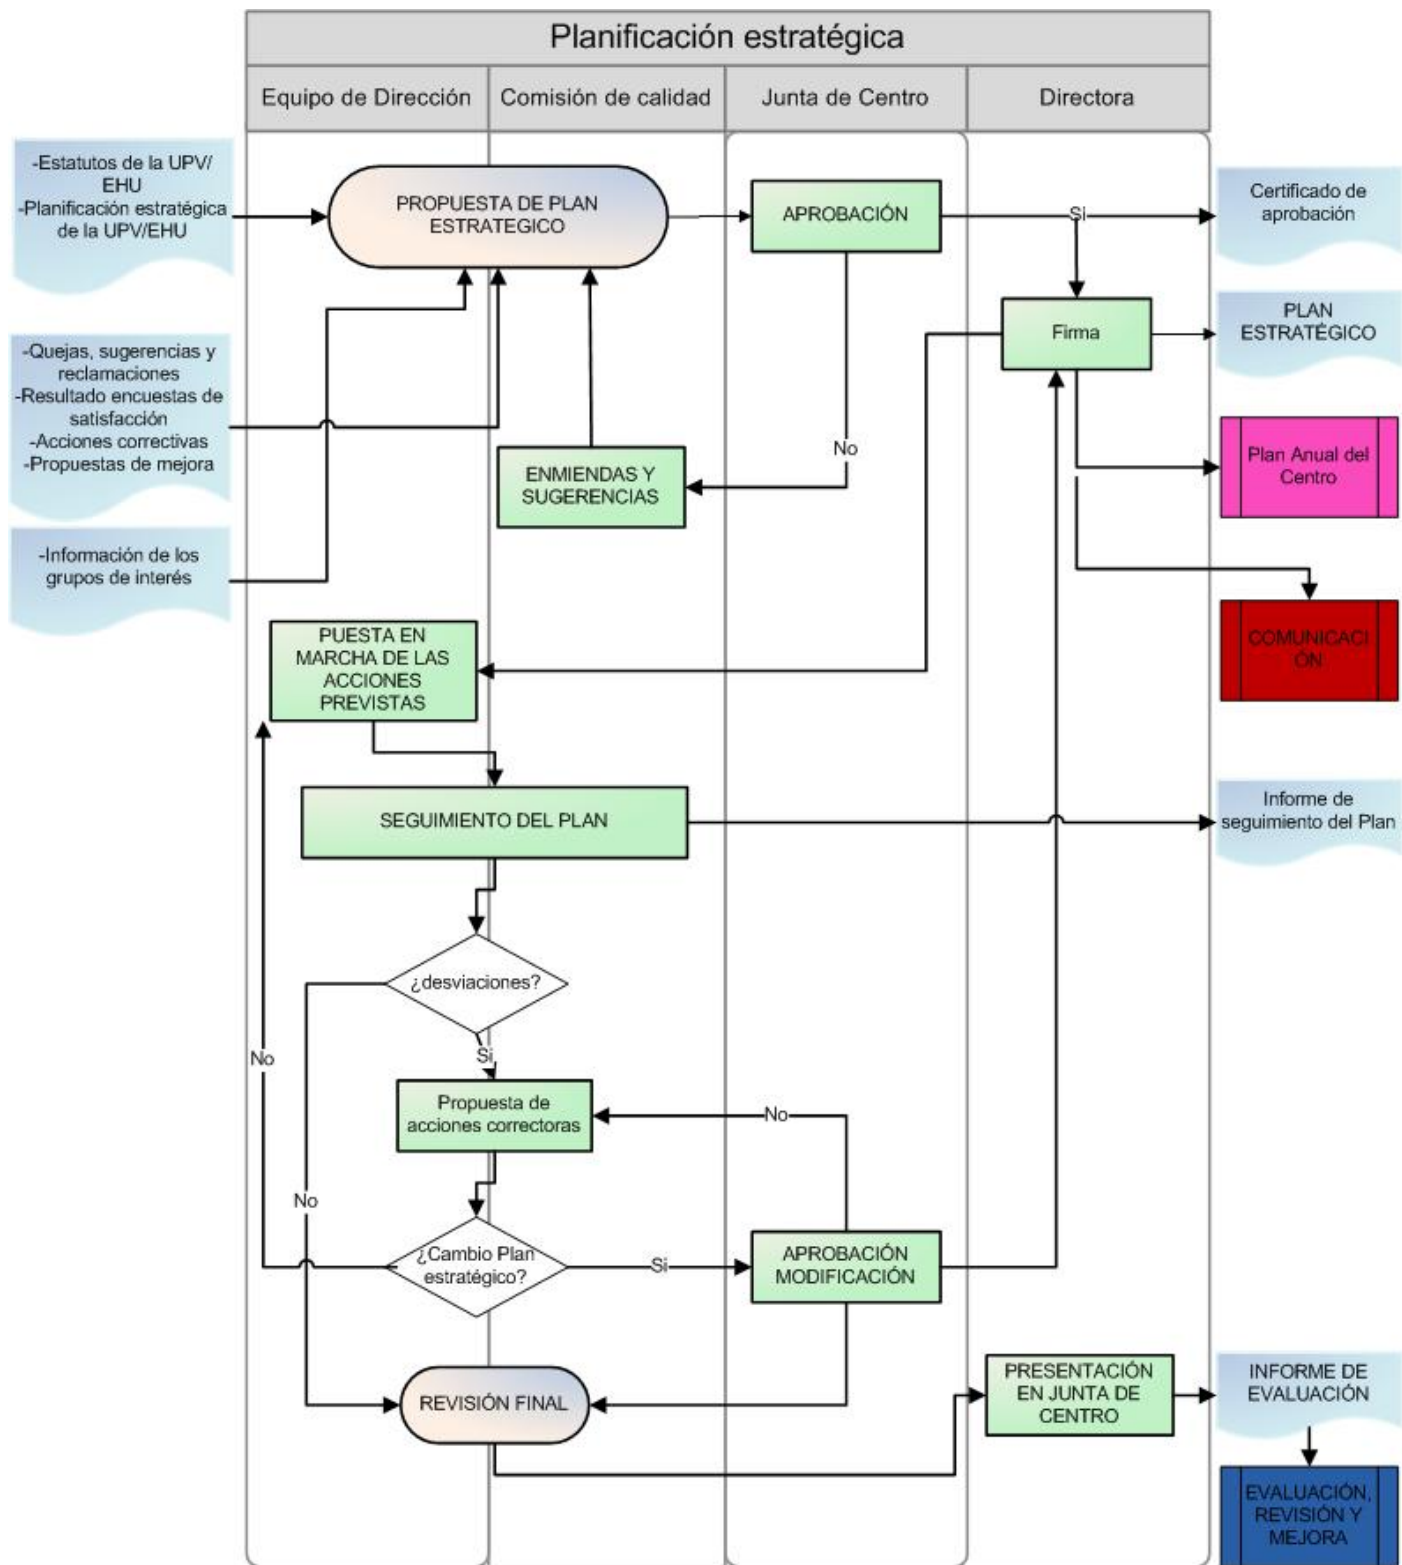 Planificación estratégica
Equipo de Dirección
Comisión de calidad
Junta de Centro
Directora
-Estatutos de la UPV/
EHU
-Planificación estratégica
de la UPV/EHU
PROPUESTA DE PLAN
ESTRATEGICO
APROBACIÓN
Si
Certificado de
aprobación
Firma
PLAN
ESTRATÉGICO
-Quejas, sugerencias y
reclamaciones
-Resultado encuestas de
satisfacción
-Acciones correctivas
-Propuestas de mejora
No
ENMIENDAS Y
SUGERENCIAS
Plan Anual del
Centro
-Información de los
grupos de interés
PUESTA EN
MARCHA DE LAS
ACCIONES
PREVISTAS
COMUNICACI
ÓN
SEGUIMIENTO DEL PLAN
Informe de
seguimiento del Plan
¿desviaciones?
No
Si
Propuesta de
acciones correctoras
No
No
¿Cambio Plan
estratégico?
Si
APROBACIÓN
MODIFICACIÓN
REVISIÓN FINAL
PRESENTACIÓN
EN JUNTA DE
CENTRO
INFORME DE
EVALUACIÓN
EVALUACIÓN,
REVISIÓN Y
MEJORA